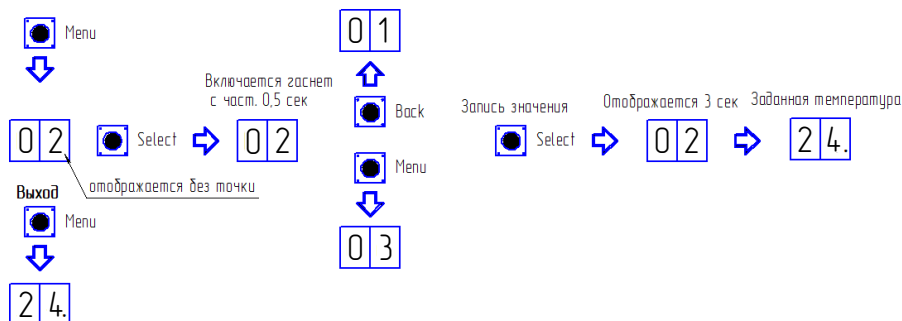 Menu
02
отображается без точки
Select
Включается гаснет
с част. 0,5 сек
02
Выход
Menu
24.
01
Back
Menu
03
Запись значения
Select
Отображается 3 сек
02
Заданная температура
24.